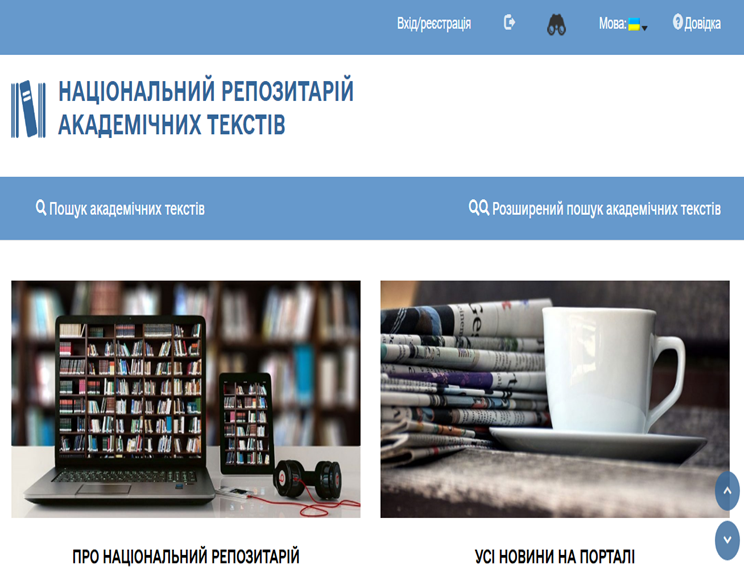 Вхід/реєстрація
Мова:
Довідка
НАЦІОНАЛЬНИЙ РЕПОЗИТАРІЙ
АКАДЕМІЧНИХ ТЕКСТІВ
Пошук академічних текстів
Розширений пошук академічних текстів
ПРО НАЦІОНАЛЬНИЙ РЕПОЗИТАРІЙ
УСІ НОВИНИ НА ПОРТАЛІ